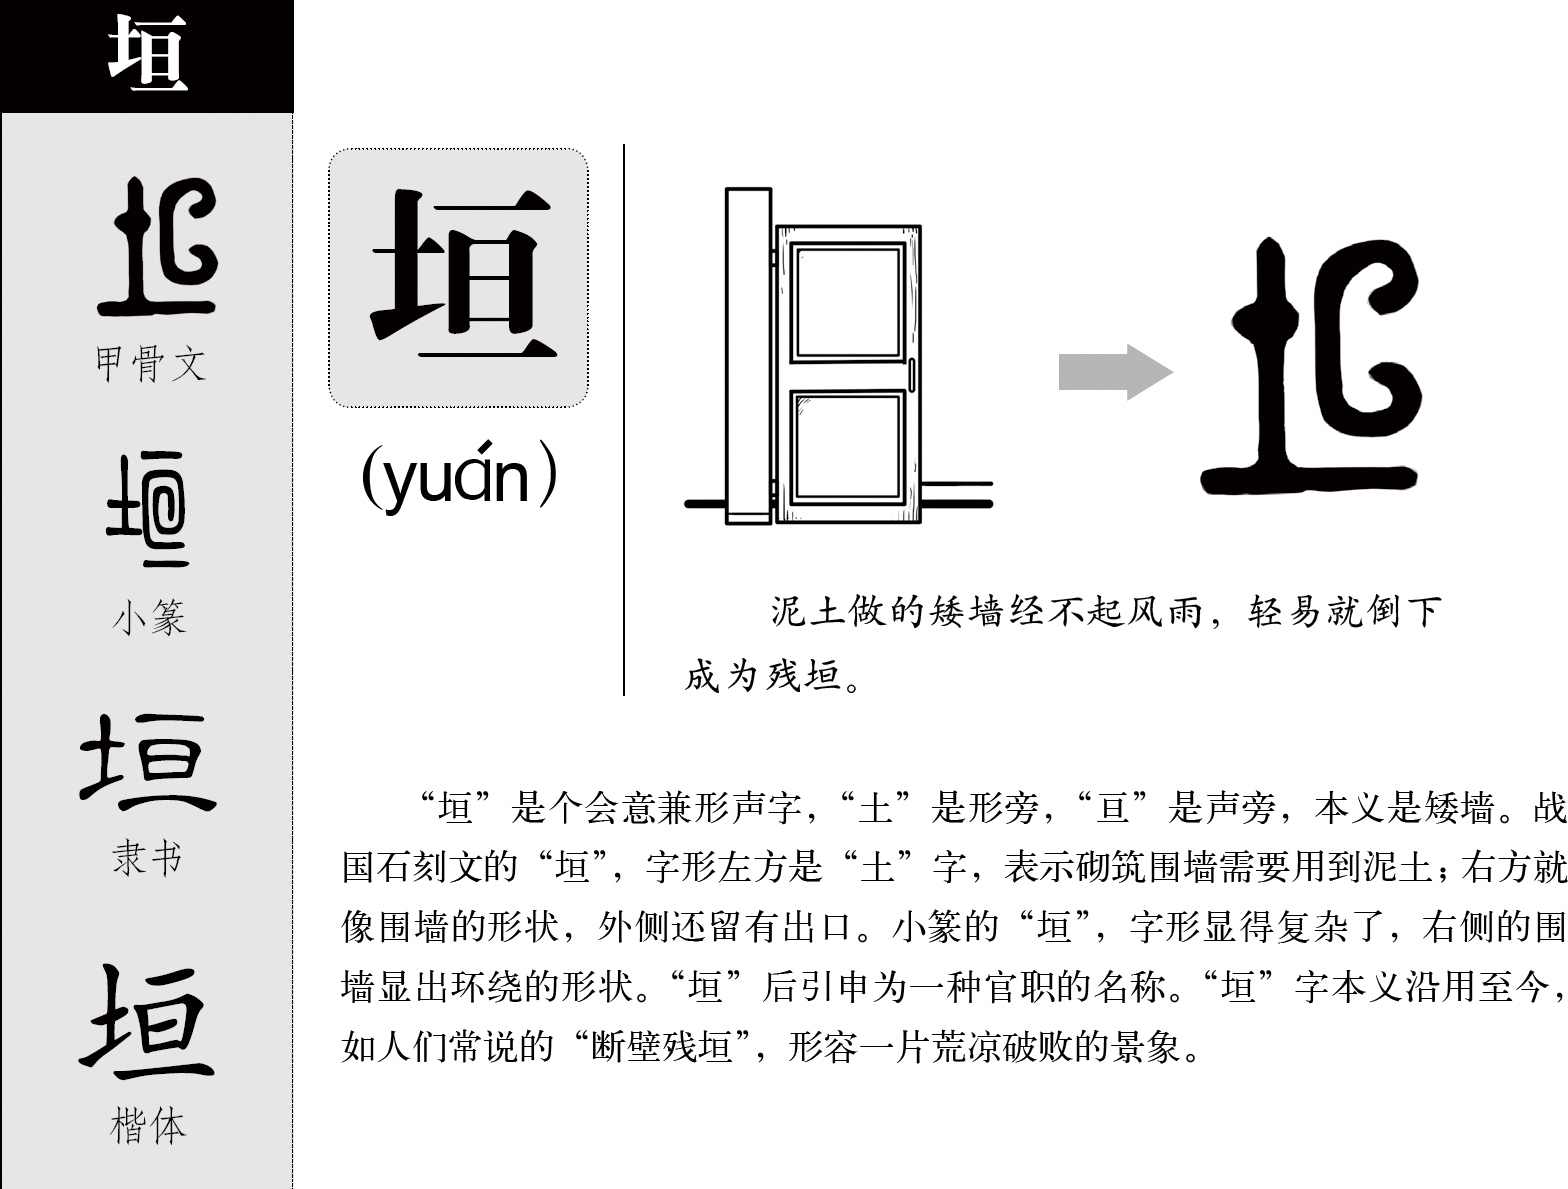 垣
甲骨文
小篆
隶书
楷体
垣
(yuán)
泥土做的矮墙经不起风雨，轻易就倒下
成为残垣。
“垣”是个会意兼形声字，“土”是形旁，“亘”是声旁，本义是矮墙。战
国石刻文的“垣”，字形左方是“土”字，表示砌筑围墙需要用到泥土；右方就
像围墙的形状，外侧还留有出口。小篆的“垣”，字形显得复杂了，右侧的围
墙显出环绕的形状。“垣”后引申为一种官职的名称。“垣”字本义沿用至今，
如人们常说的“断壁残垣”，形容一片荒凉破败的景象。